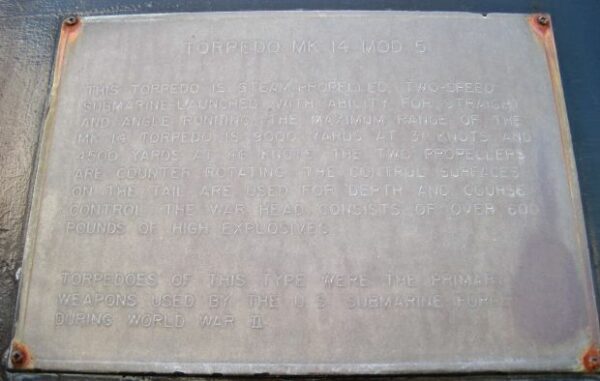 TORPEDO MK 14 MOD 5
THIS TORPEDO IS STEAM PROPELLED, TWO-SPEED
SUBMARINE LAUNCHED WITH ABILITY FOR STRAIGHT
AND ANGLE RUNNING. THE MAXIMUM RANGE OF THE
MK 14 TORPEDO IS 9000 YARDS AT 31 KNOTS AND
4500 YARDS AT KNOTS. THE TWO PROPELLERS
ARE COUNTER ROTATING. THE CONTROL SURFACES
ON THE TAIL ARE USED FOR DEPTH AND COURSE
CONTROL. THE WAR HEAD CONSISTS OF OVER 600
POUNDS OF HIGH EXPLOSIVES.
TORPEDOES OF THIS TYPE WERE THE PRIMARY
WEAPONS USED BY THE U.S. SUBMARINE FORCE
DURING WORLD WAR II